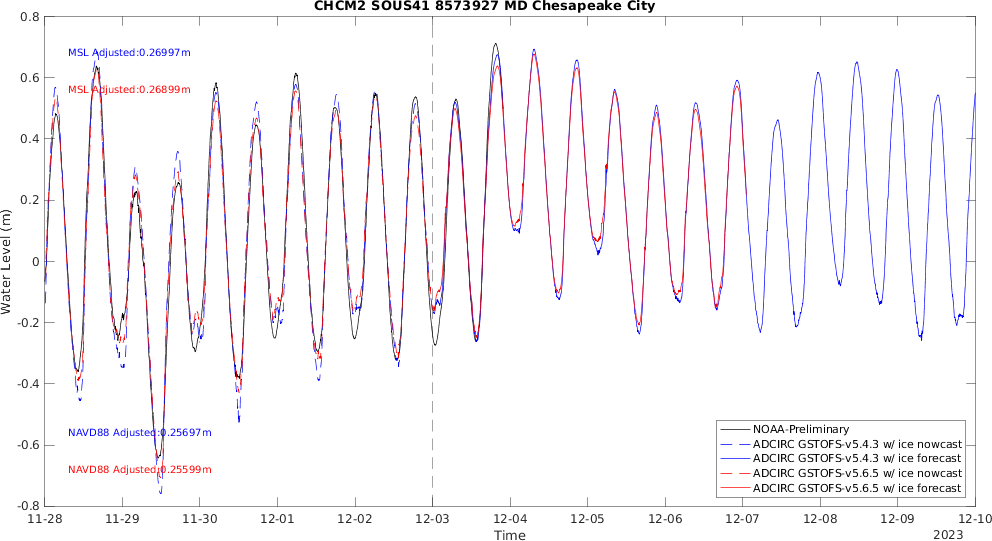 CHCM2 SOUS41 8573927 MD Chesapeake City
0.8
MSL Adjusted:0.26997m
0.6
MSL Adjusted:0.26899m
0.4
0.2
Water Level (m)
0
-0.2
-0.4
NAVD88 Adjusted:0.25697m
-0.6
NAVD88 Adjusted:0.25599m
-0.8
NOAA-Preliminary
ADCIRC GSTOFS-v5.4.3 w/ ice nowcast
ADCIRC GSTOFS-v5.4.3 w/ ice forecast
ADCIRC GSTOFS-v5.6.5 w/ ice nowcast
ADCIRC GSTOFS-v5.6.5 w/ ice forecast
11-28 11-29 11-30 12-01 12-02 12-03 12-04 12-05 12-06 12-07 12-08 12-09 12-10
Time
2023